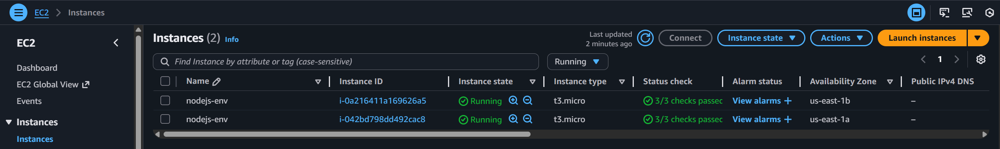 EC2 > Instances
EC2
Dashboard
EC2 Global View
Events
Instances
Instances
Instances (2) Info
Last updated
2 minutes ago
Connect
Instance state
Actions
Launch instances
Find Instance by attribute or tag (case-sensitive)
Running
1
Name Instance ID Instance state Instance type Status check Alarm status Availability Zone Public IPv4 DNS
nodejs-env i-0a216411a169626a5 Running t3.micro 3/3 checks passec View alarms + us-east-1b –
nodejs-env i-042bd798dd492cac8 Running t3.micro 3/3 checks passec View alarms + us-east-1a –